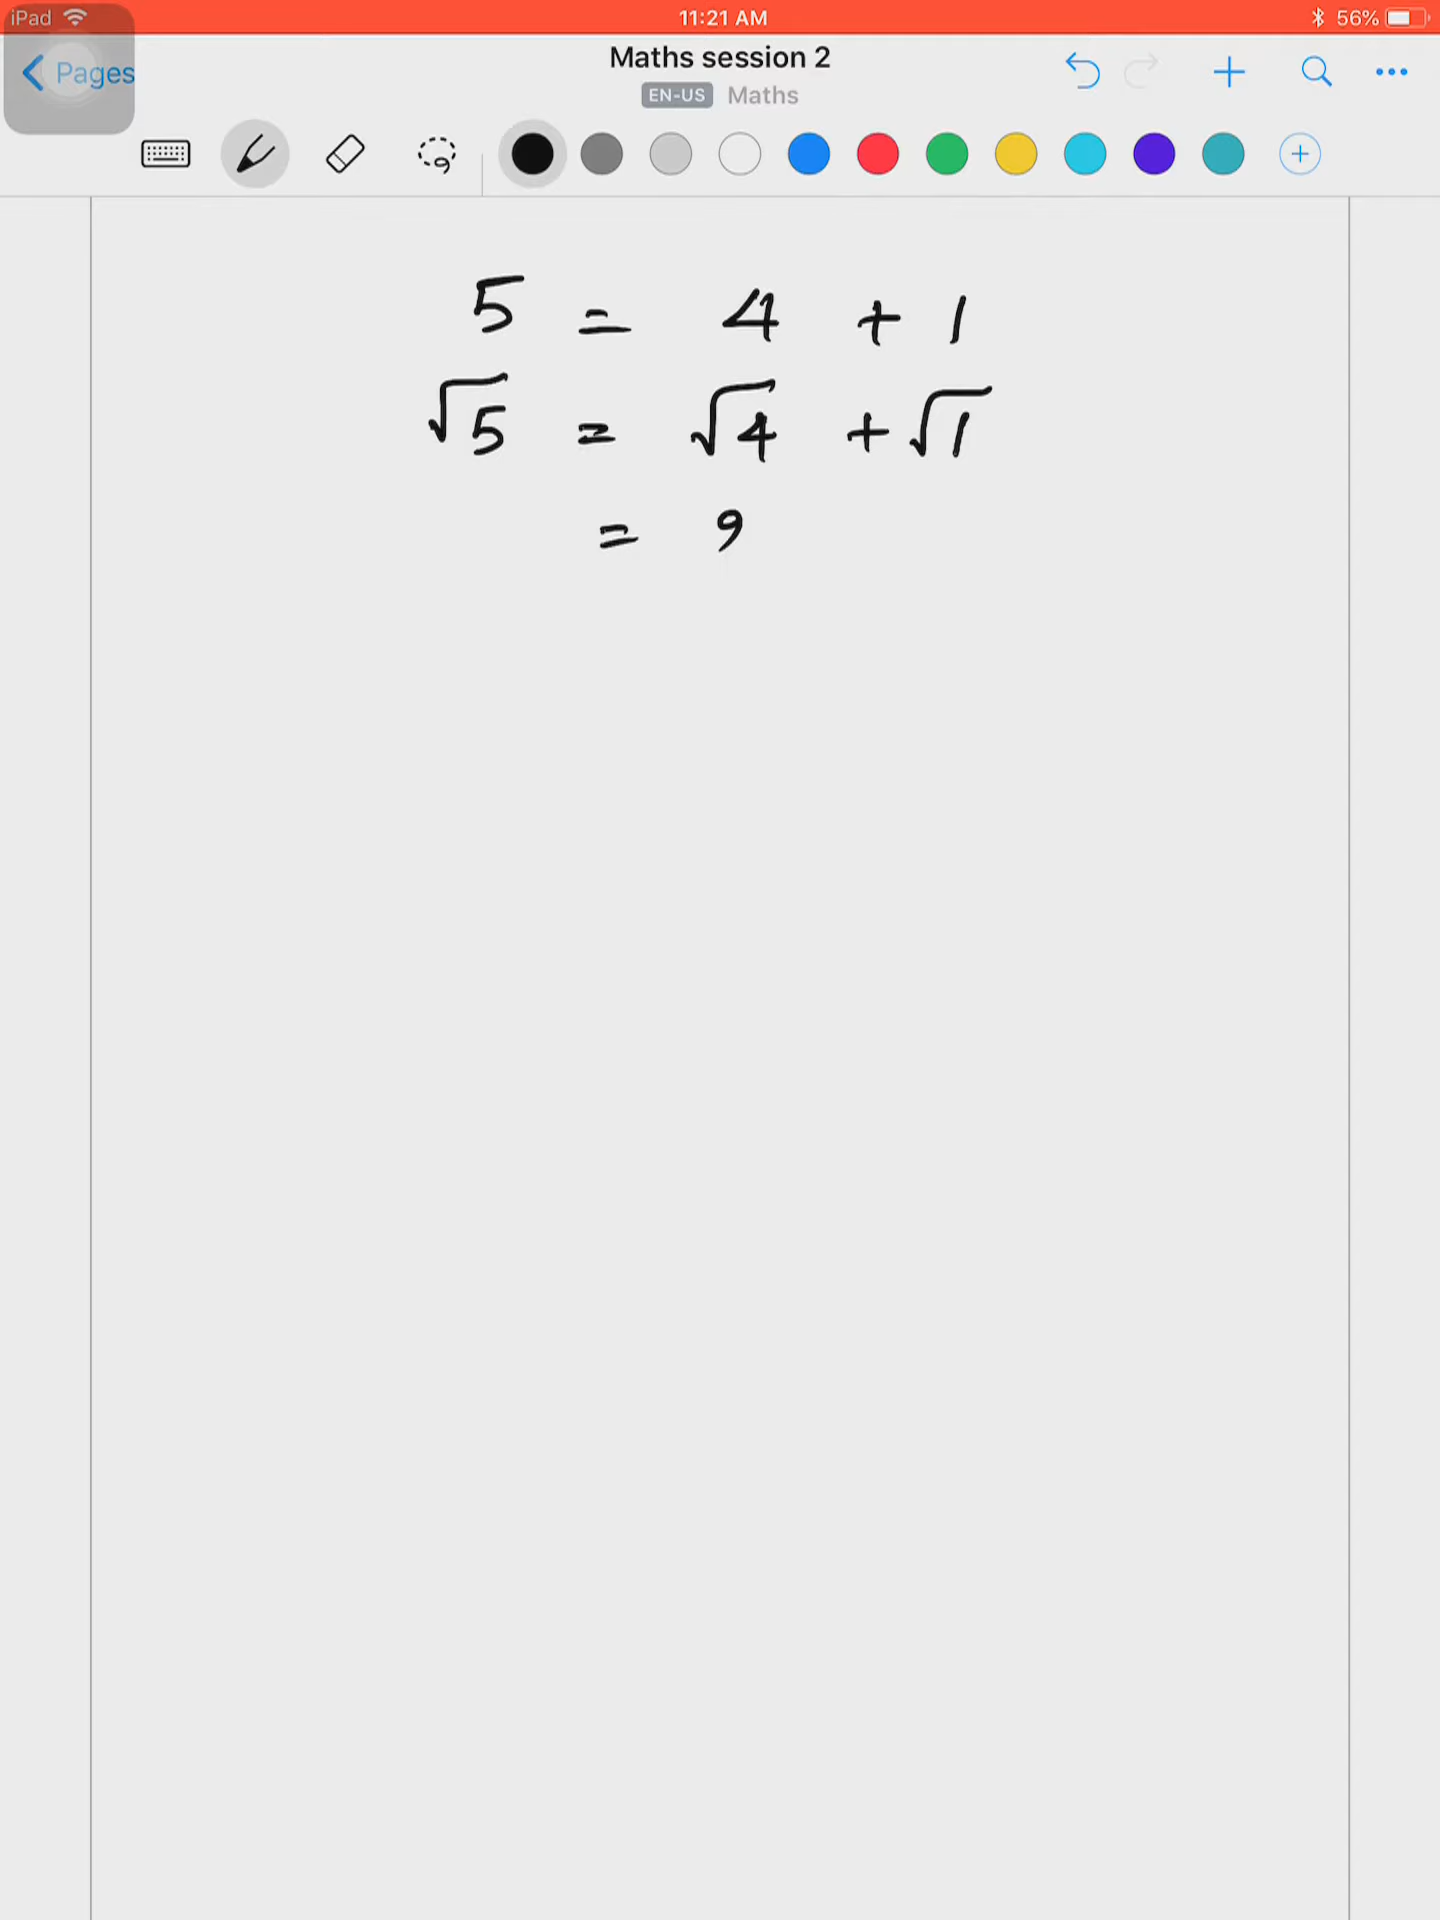 iPad 11:21 AM 56%
Pages Maths session 2
EN-US Maths
5 = 4 + 1
√5 = √4 + √1
= 9